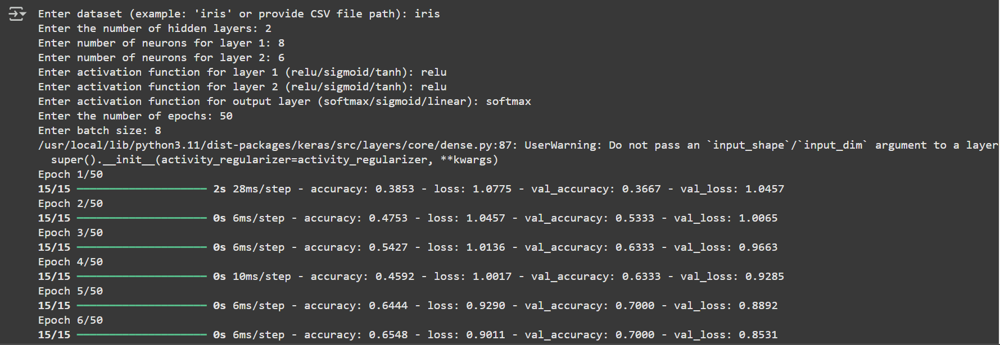 Enter dataset (example: 'iris' or provide CSV file path): iris
Enter the number of hidden layers: 2
Enter number of neurons for layer 1: 8
Enter number of neurons for layer 2: 6
Enter activation function for layer 1 (relu/sigmoid/tanh): relu
Enter activation function for layer 2 (relu/sigmoid/tanh): relu
Enter activation function for output layer (softmax/sigmoid/linear): softmax
Enter the number of epochs: 50
Enter batch size: 8
/usr/local/lib/python3.11/dist-packages/keras/src/layers/core/dense.py:87: UserWarning: Do not pass an `input_shape`/`input_dim` argument to a layer
  super().__init__(activity_regularizer=activity_regularizer, **kwargs)
Epoch 1/50
15/15 ━━━━━━━━━━━━━━━━━━━━ 2s 28ms/step - accuracy: 0.3853 - loss: 1.0775 - val_accuracy: 0.3667 - val_loss: 1.0457
Epoch 2/50
15/15 ━━━━━━━━━━━━━━━━━━━━ 0s 6ms/step - accuracy: 0.4753 - loss: 1.0457 - val_accuracy: 0.5333 - val_loss: 1.0065
Epoch 3/50
15/15 ━━━━━━━━━━━━━━━━━━━━ 0s 6ms/step - accuracy: 0.5427 - loss: 1.0136 - val_accuracy: 0.6333 - val_loss: 0.9663
Epoch 4/50
15/15 ━━━━━━━━━━━━━━━━━━━━ 0s 10ms/step - accuracy: 0.4592 - loss: 1.0017 - val_accuracy: 0.6333 - val_loss: 0.9285
Epoch 5/50
15/15 ━━━━━━━━━━━━━━━━━━━━ 0s 6ms/step - accuracy: 0.6444 - loss: 0.9290 - val_accuracy: 0.7000 - val_loss: 0.8892
Epoch 6/50
15/15 ━━━━━━━━━━━━━━━━━━━━ 0s 6ms/step - accuracy: 0.6548 - loss: 0.9011 - val_accuracy: 0.7000 - val_loss: 0.8531